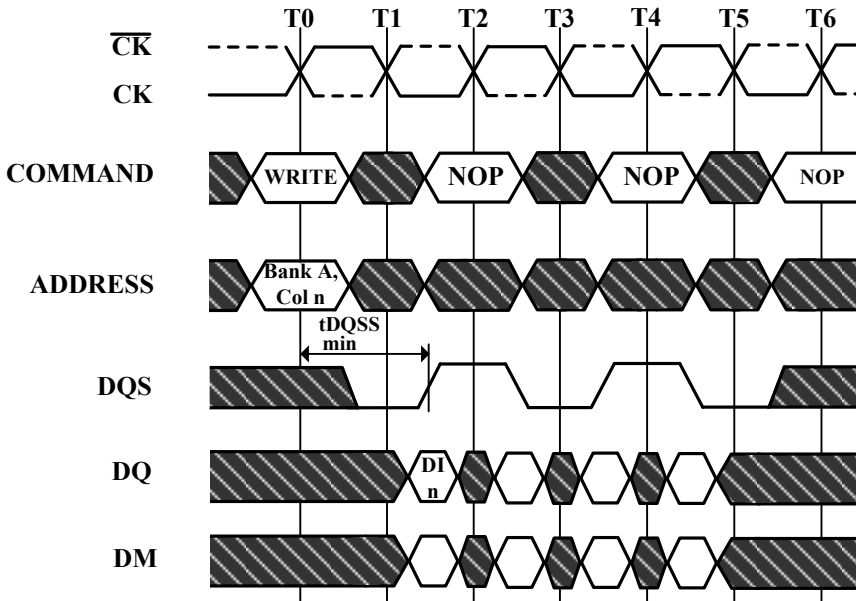 T0 T1 T2 T3 T4 T5 T6
CK
CK
COMMAND WRITE NOP NOP NOP
ADDRESS Bank A,
Col n
tDQSS
min
DQS
DQ DI
n
DM